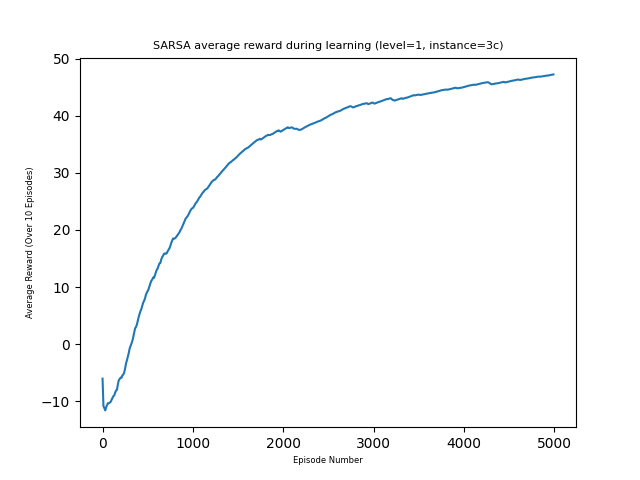 SARSA average reward during learning (level=1, instance=3c)
Average Reward (Over 10 Episodes)
50
40
30
20
10
0
−10
0 1000 2000 3000 4000 5000
Episode Number